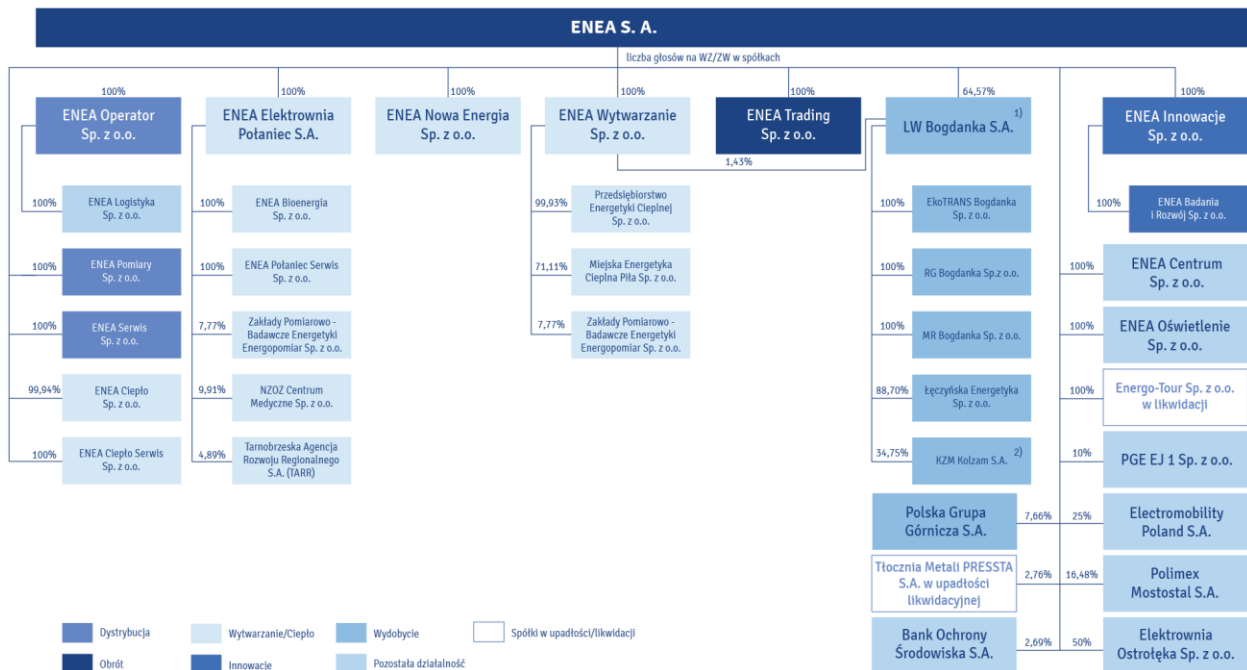 ENEA S. A.
liczba głosów na WZ/ZW w spółkach
100%
100%
100%
100%
100%
64,57%
100%
ENEA Operator
Sp. z o.o.
ENEA Elektrownia
Połaniec S.A.
ENEA Nowa Energia
Sp. z o.o.
ENEA Wytwarzanie
Sp. z o.o.
ENEA Trading
Sp. z o.o.
LW Bogdanka S.A. 1)
ENEA Innowacje
Sp. z o.o.
1,43%
100%
ENEA Logistyka
Sp. z o.o.
100%
ENEA Bioenergia
Sp. z o.o.
99,93%
Przedsiębiorstwo
Energetyki Cieplnej
Sp. z o.o.
100%
EkoTRANS Bogdanka
Sp. z o.o.
100%
ENEA Badania
i Rozwój Sp. z o.o.
100%
ENEA Pomiary
Sp. z o.o.
100%
ENEA Połaniec Serwis
Sp. z o.o.
71,11%
Miejska Energetyka
Cieplna Piła Sp. z o.o.
100%
RG Bogdanka Sp.z o.o.
100%
ENEA Centrum
Sp. z o.o.
100%
ENEA Serwis
Sp. z o.o.
7,77%
Zakłady Pomiarowo -
Badawcze Energetyki
Energopomiar Sp. z o.o.
7,77%
Zakłady Pomiarowo -
Badawcze Energetyki
Energopomiar Sp. z o.o.
100%
MR Bogdanka Sp. z o.o.
100%
ENEA Oświetlenie
Sp. z o.o.
99,94%
ENEA Ciepło
Sp. z o.o.
9,91%
NZOZ Centrum
Medyczne Sp. z o.o.
88,70%
Łęczyńska Energetyka
Sp. z o.o.
100%
Energo-Tour Sp. z o.o.
w likwidacji
100%
ENEA Ciepło Serwis
Sp. z o.o.
4,89%
Tarnobrzeska Agencja
Rozwoju Regionalnego
S.A. (TARR)
34,75%
KZM Kolzam S.A. 2)
10%
PGE EJ 1 Sp. z o.o.
Polska Grupa
Górnicza S.A.
7,66%
25%
Electromobility
Poland S.A.
Tłocznia Metali PRESSTA
S.A. w upadłości
likwidacyjnej
2,76%
16,48%
Polimex
Mostostal S.A.
Bank Ochrony
Środowiska S.A.
2,69%
50%
Elektrownia
Ostrołęka Sp. z o.o.
Dystrybucja
Wytwarzanie/Ciepło
Wydobycie
Spółki w upadłości/likwidacji
Obrót
Innowacje
Pozostała działalność